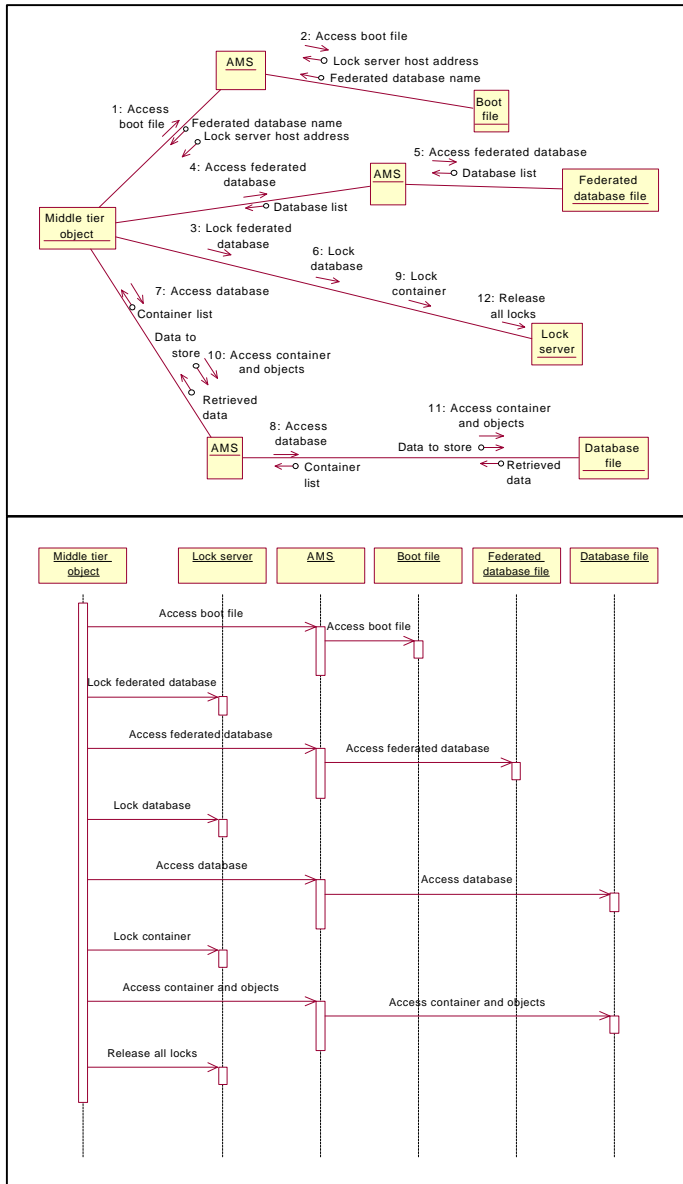 2: Access boot file
AMS
Lock server host address
Federated database name
Boot
file
1: Access
boot file
Federated database name
Lock server host address
4: Access federated
database
Database list
AMS
5: Access federated database
Database list
Federated
database file
Middle tier
object
3: Lock federated
database
6: Lock
database
9: Lock
container
12: Release
all locks
Lock
server
7: Access database
Container list
Data to
store
10: Access container
and objects
Retrieved
data
AMS
8: Access
database
Container
list
11: Access container
and objects
Data to store
Retrieved
data
Database
file
Middle tier
object
Lock server
AMS
Boot file
Federated
database file
Database file
Access boot file
Access boot file
Lock federated database
Access federated database
Access federated database
Lock database
Access database
Access database
Lock container
Access container and objects
Access container and objects
Release all locks